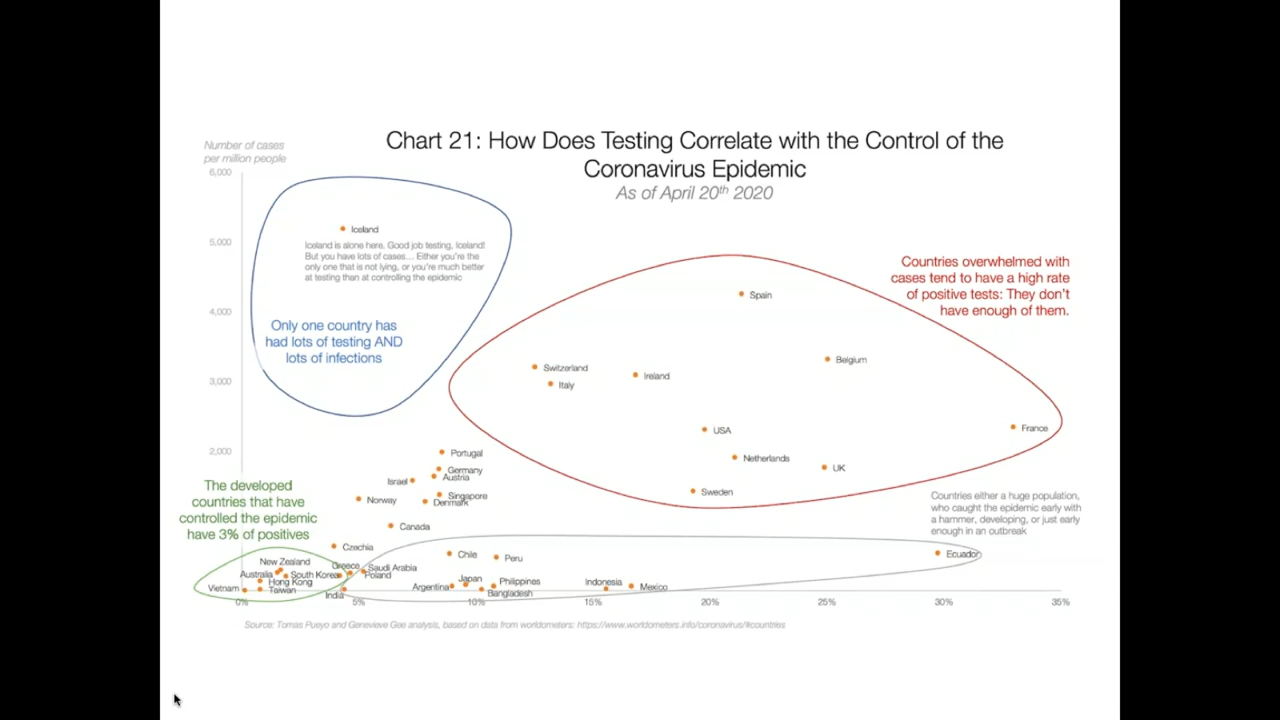 Chart 21: How Does Testing Correlate with the Control of the
Coronavirus Epidemic
As of April 20th 2020
Number of cases
per million people
6,000
5,000
4,000
3,000
2,000
Iceland
Iceland is alone here. Good job testing, Iceland!
But you have lots of cases… Either you're the
only one that is not lying, or you're much better
at testing than at controlling the epidemic
Only one country has
had lots of testing AND
lots of infections
Countries overwhelmed with
cases tend to have a high rate
of positive tests: They don't
have enough of them.
Spain
Belgium
Switzerland
Ireland
Italy
USA
France
Netherlands
UK
Sweden
Portugal
Germany
Austria
Israel
Singapore
Norway
Denmark
Canada
Czechia
The developed
countries that have
controlled the epidemic
have 3% of positives
Countries either a huge population,
who caught the epidemic early with
a hammer, developing, or just early
enough in an outbreak
Chile
Peru
Ecuador
New Zealand
Greece
Saudi Arabia
Australia
South Korea
Poland
Hong Kong
Japan
Philippines
Indonesia
Mexico
Argentina
Vietnam
Taiwan
India
Bangladesh
0%
5%
10%
15%
20%
25%
30%
35%
Source: Tomas Pueyo and Genevieve Gee analysis, based on data from worldometers: https://www.worldometers.info/coronavirus/#countries